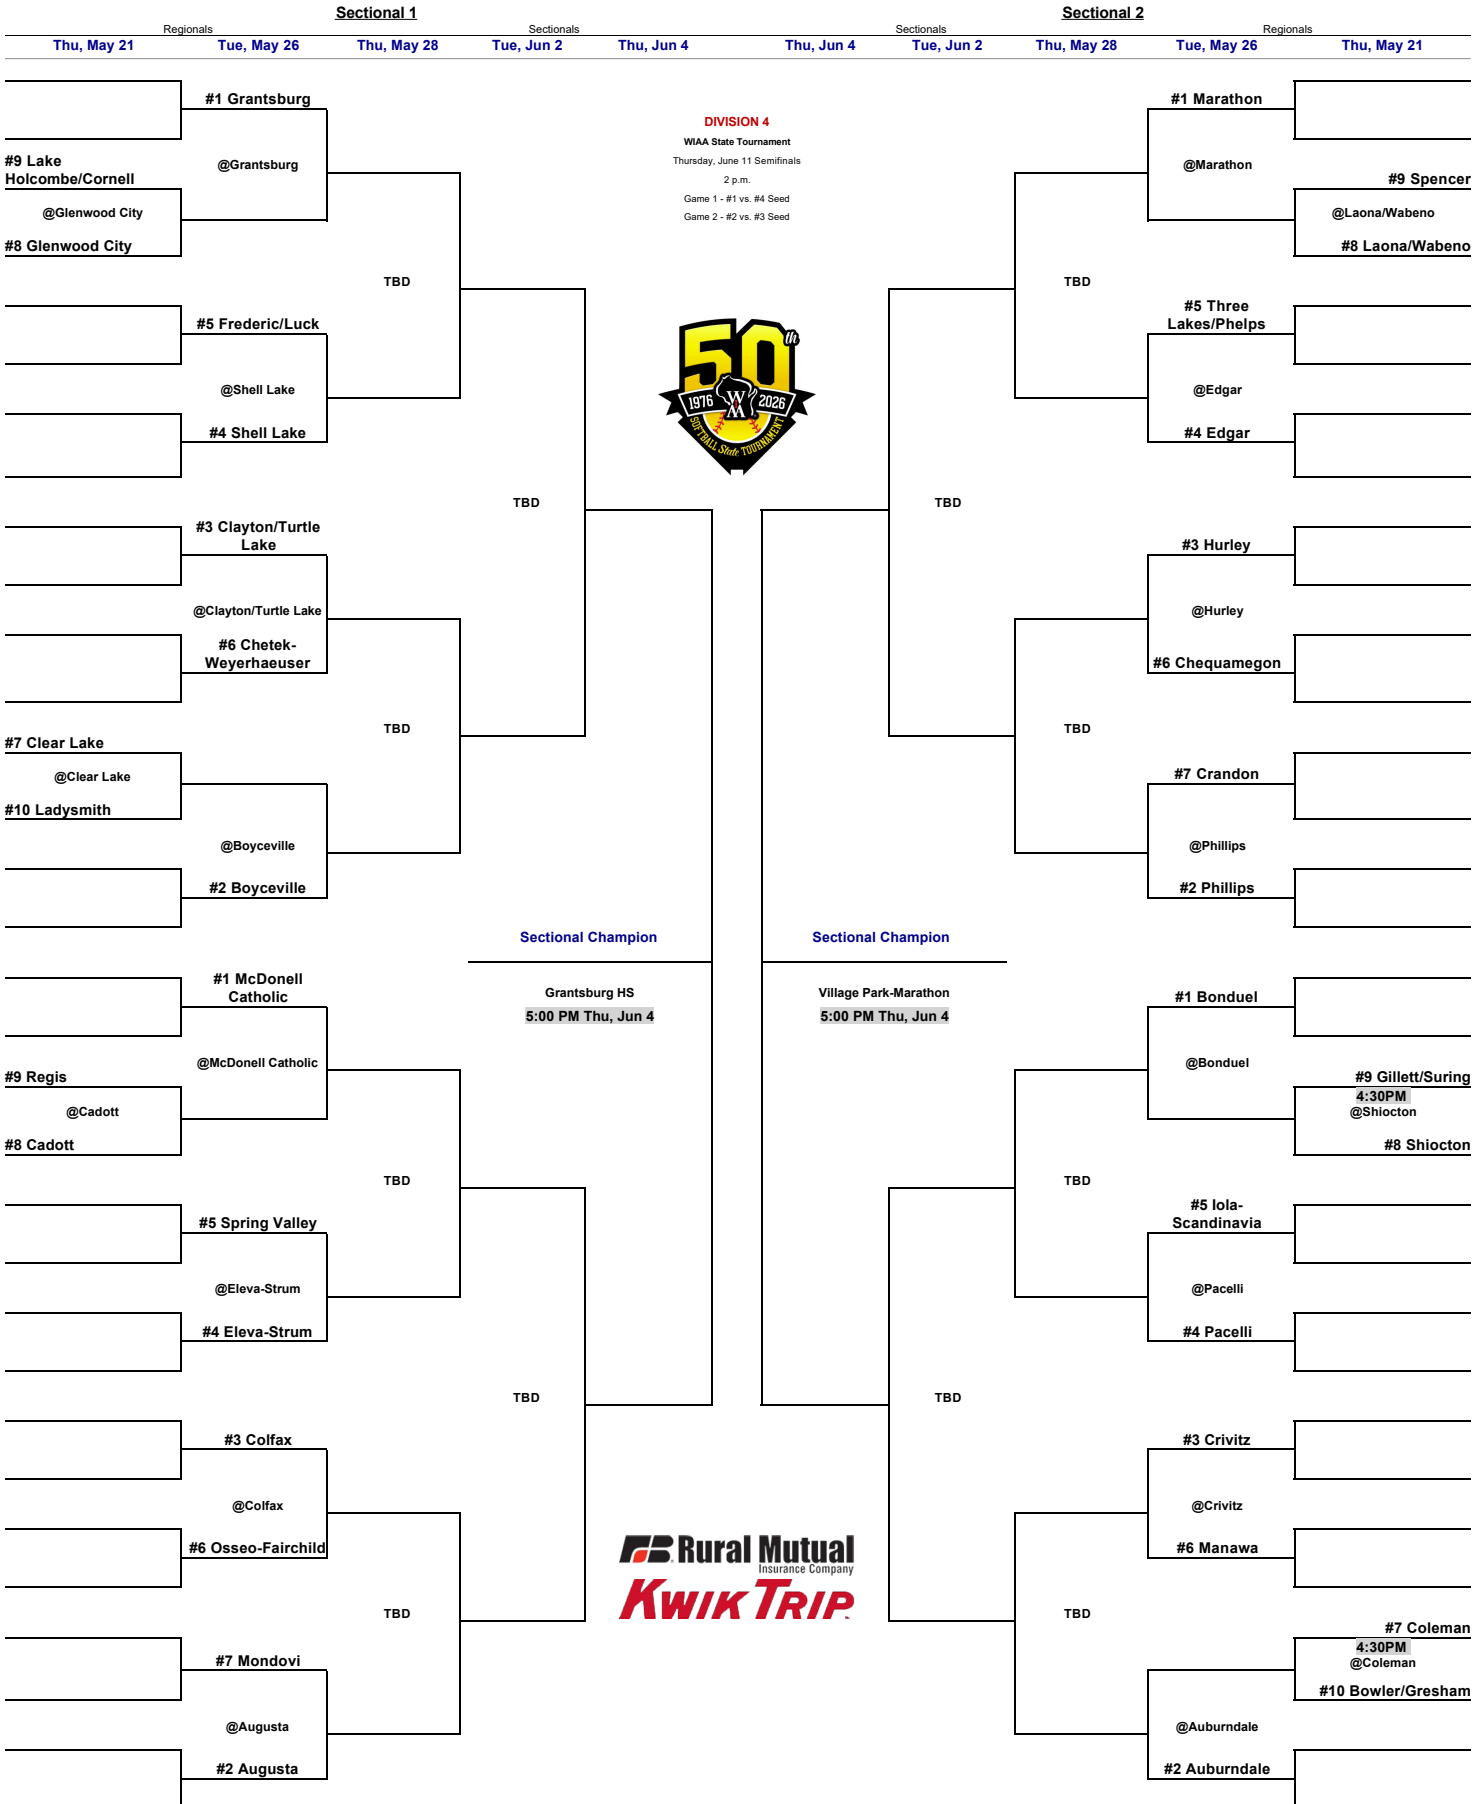 Sectional 1
Sectional 2
Regionals
Sectionals
Sectionals
Regionals
Thu, May 21
Tue, May 26
Thu, May 28
Tue, Jun 2
Thu, Jun 4
Thu, Jun 4
Tue, Jun 2
Thu, May 28
Tue, May 26
Thu, May 21
#1 Grantsburg
@Grantsburg
#9 Lake
Holcombe/Cornell
@Glenwood City
#8 Glenwood City
TBD
#5 Frederic/Luck
@Shell Lake
#4 Shell Lake
TBD
#3 Clayton/Turtle
Lake
@Clayton/Turtle Lake
#6 Chetek-
Weyerhaeuser
TBD
#7 Clear Lake
@Clear Lake
#10 Ladysmith
@Boyceville
#2 Boyceville
Sectional Champion
Grantsburg HS
5:00 PM Thu, Jun 4
#1 McDonell
Catholic
@McDonell Catholic
#9 Regis
@Cadott
#8 Cadott
TBD
#5 Spring Valley
@Eleva-Strum
#4 Eleva-Strum
TBD
#3 Colfax
@Colfax
#6 Osseo-Fairchild
TBD
#7 Mondovi
@Augusta
#2 Augusta
DIVISION 4
WIAA State Tournament
Thursday, June 11 Semifinals
2 p.m.
Game 1 - #1 vs. #4 Seed
Game 2 - #2 vs. #3 Seed
50th
1976 WIAA 2026
SOFTBALL State TOURNAMENT
Rural Mutual
Insurance Company
KWIK TRIP
#1 Marathon
@Marathon
#9 Spencer
@Laona/Wabeno
#8 Laona/Wabeno
TBD
#5 Three
Lakes/Phelps
@Edgar
#4 Edgar
TBD
#3 Hurley
@Hurley
#6 Chequamegon
TBD
#7 Crandon
@Phillips
#2 Phillips
Sectional Champion
Village Park-Marathon
5:00 PM Thu, Jun 4
#1 Bonduel
@Bonduel
#9 Gillett/Suring
4:30PM
@Shiocton
#8 Shiocton
TBD
#5 Iola-
Scandinavia
@Pacelli
#4 Pacelli
TBD
#3 Crivitz
@Crivitz
#6 Manawa
TBD
#7 Coleman
4:30PM
@Coleman
#10 Bowler/Gresham
@Auburndale
#2 Auburndale